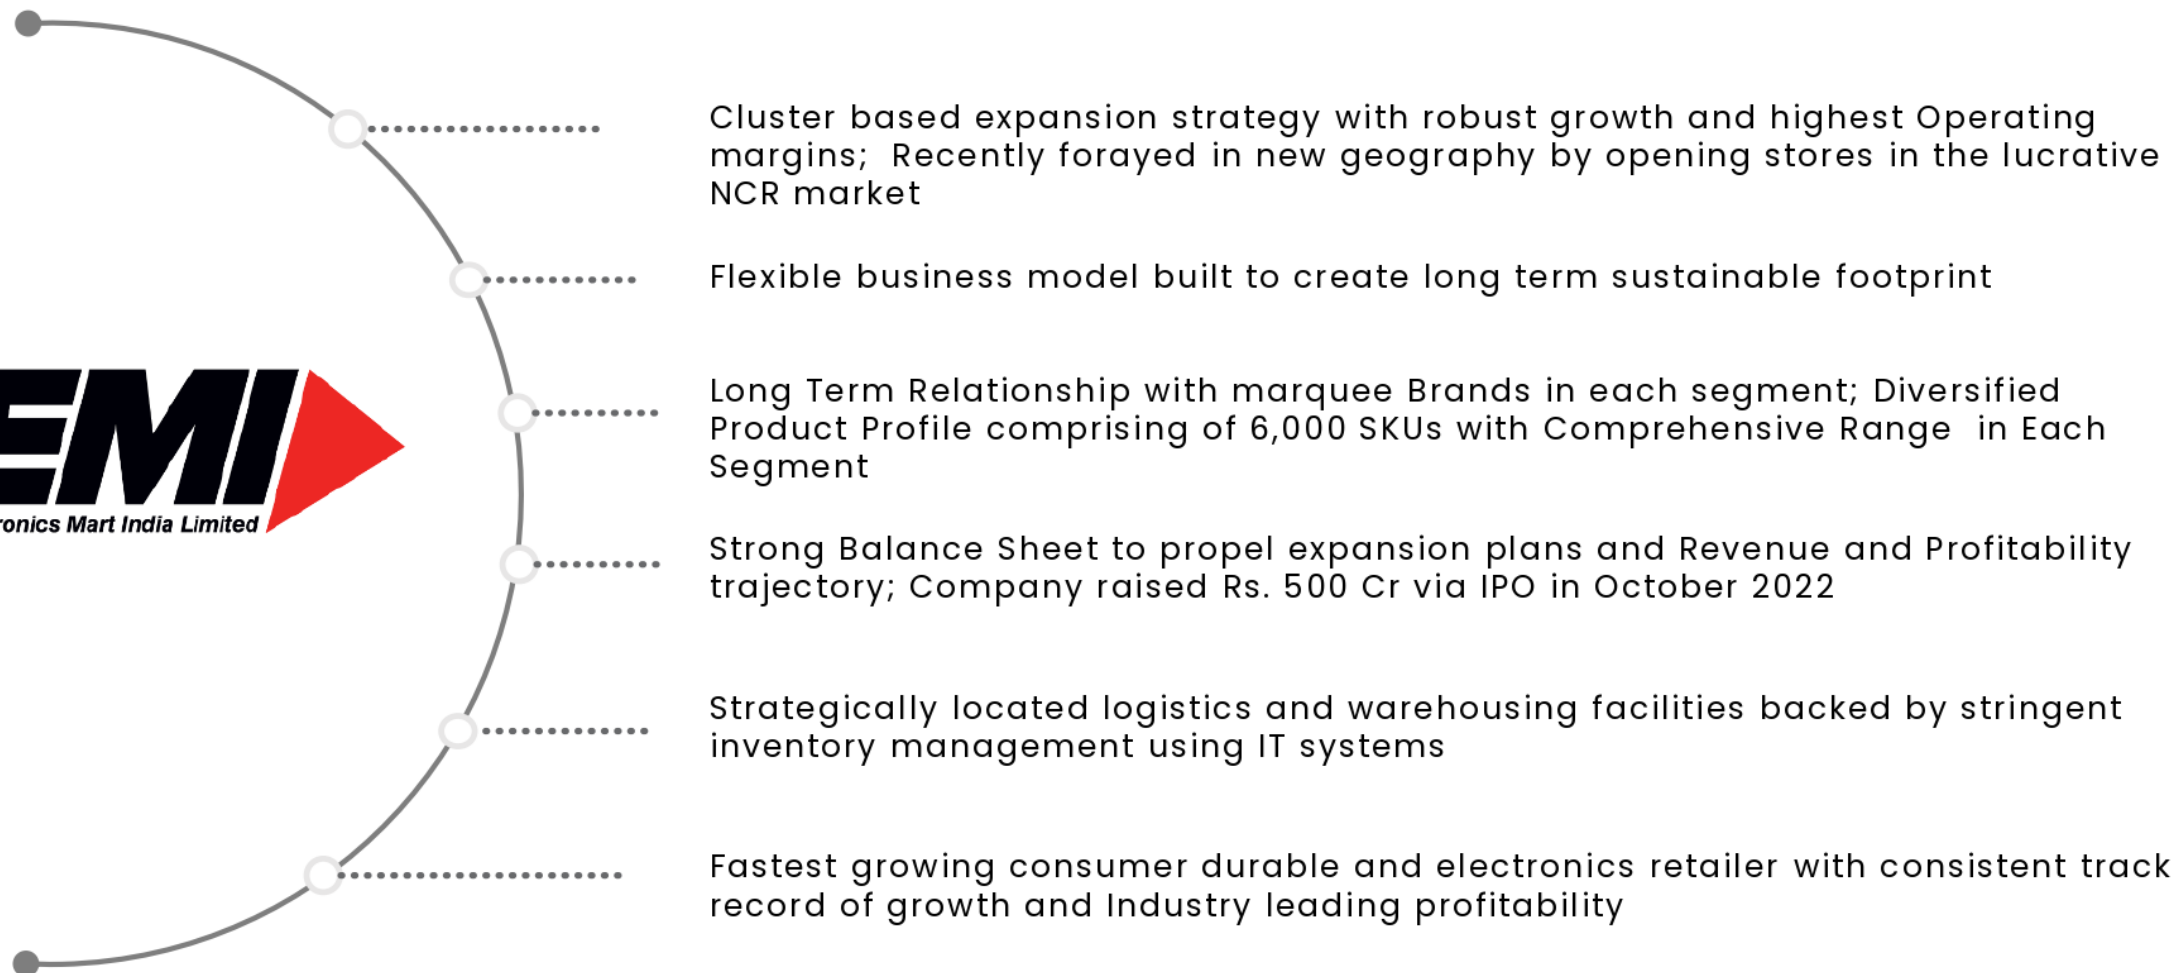 Cluster based expansion strategy with robust growth and highest Operating
margins;  Recently forayed in new geography by opening stores in the lucrative
NCR market
Flexible business model built to create long term sustainable footprint
EMI
ronics Mart India Limited
Long Term Relationship with marquee Brands in each segment; Diversified
Product Profile comprising of 6,000 SKUs with Comprehensive Range  in Each
Segment
Strong Balance Sheet to propel expansion plans and Revenue and Profitability
trajectory; Company raised Rs. 500 Cr via IPO in October 2022
Strategically located logistics and warehousing facilities backed by stringent
inventory management using IT systems
Fastest growing consumer durable and electronics retailer with consistent track
record of growth and Industry leading profitability